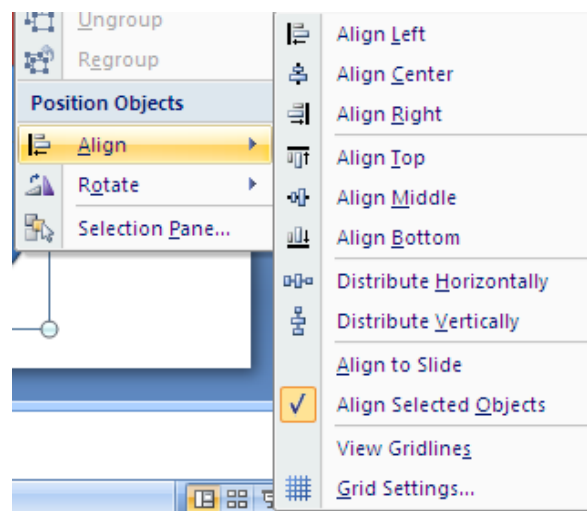 Ungroup
Regroup
Position Objects
Align
Rotate
Selection Pane...
Align Left
Align Center
Align Right
Align Top
Align Middle
Align Bottom
Distribute Horizontally
Distribute Vertically
Align to Slide
Align Selected Objects
View Gridlines
Grid Settings...